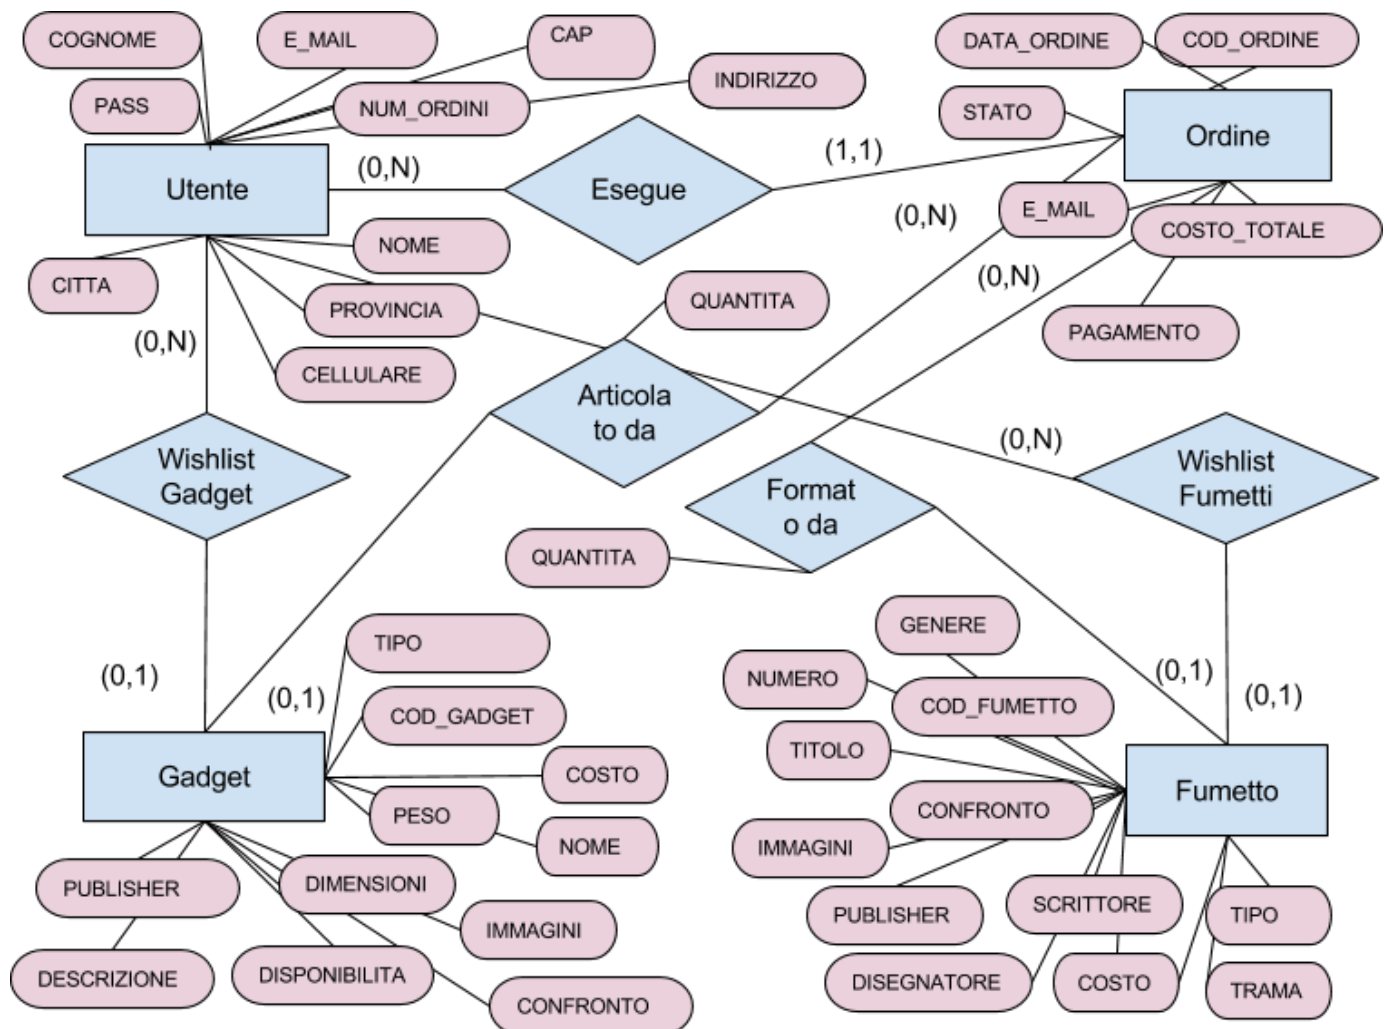 COGNOME
E_MAIL
CAP
DATA_ORDINE
COD_ORDINE
PASS
NUM_ORDINI
INDIRIZZO
STATO
Ordine
Utente
(0,N)
Esegue
(1,1)
(0,N)
E_MAIL
COSTO_TOTALE
NOME
CITTA
PROVINCIA
QUANTITA
(0,N)
PAGAMENTO
(0,N)
CELLULARE
Articola
to da
(0,N)
Wishlist
Gadget
Format
o da
Wishlist
Fumetti
QUANTITA
GENERE
TIPO
(0,1)
(0,1)
NUMERO
COD_FUMETTO
(0,1)
(0,1)
COD_GADGET
TITOLO
Gadget
COSTO
Fumetto
PESO
NOME
CONFRONTO
IMMAGINI
PUBLISHER
DIMENSIONI
IMMAGINI
PUBLISHER
SCRITTORE
TIPO
DESCRIZIONE
DISPONIBILITA
CONFRONTO
DISEGNATORE
COSTO
TRAMA